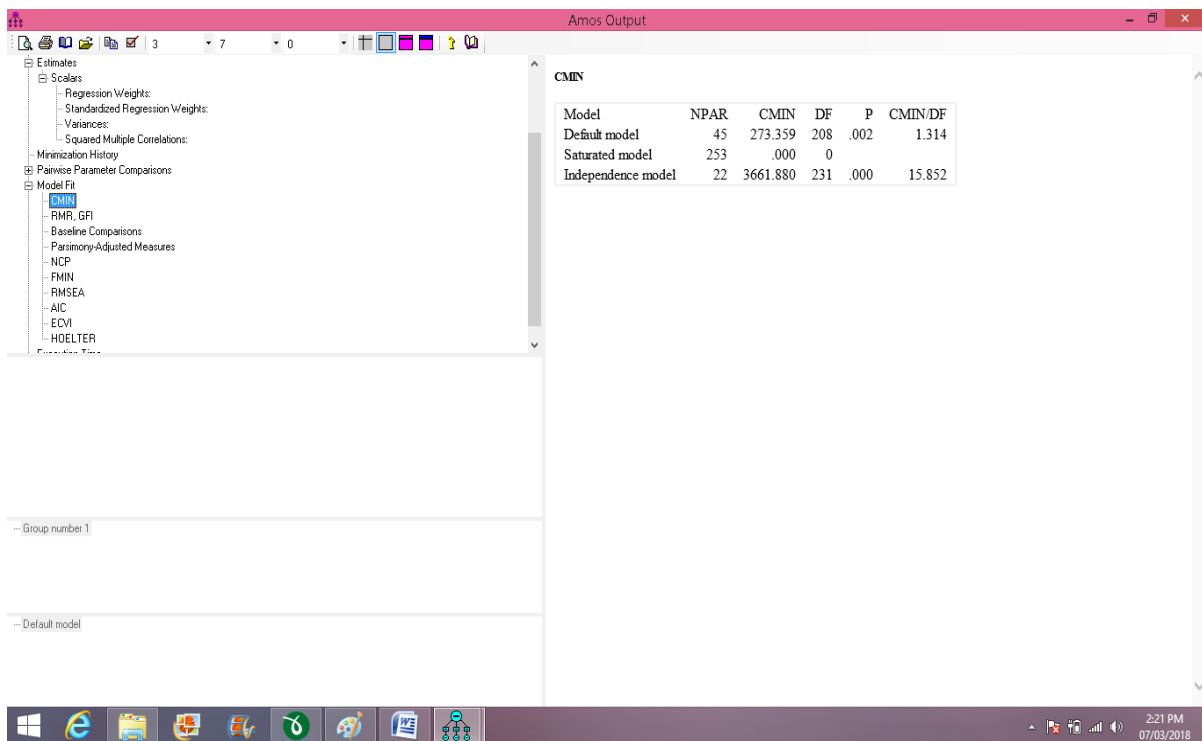 Amos Output
3 7 0
Estimates
Scalars
Regression Weights:
Standardized Regression Weights:
Variances:
Squared Multiple Correlations:
Minimization History
Pairwise Parameter Comparisons
Model Fit
CMIN
RMR, GFI
Baseline Comparisons
Parsimony-Adjusted Measures
NCP
FMIN
RMSEA
AIC
ECVI
HOELTER
Execution Time
Group number 1
Default model
CMIN
Model NPAR CMIN DF P CMIN/DF
Default model 45 273.359 208 .002 1.314
Saturated model 253 .000 0
Independence model 22 3661.880 231 .000 15.852
2:21 PM
07/03/2018